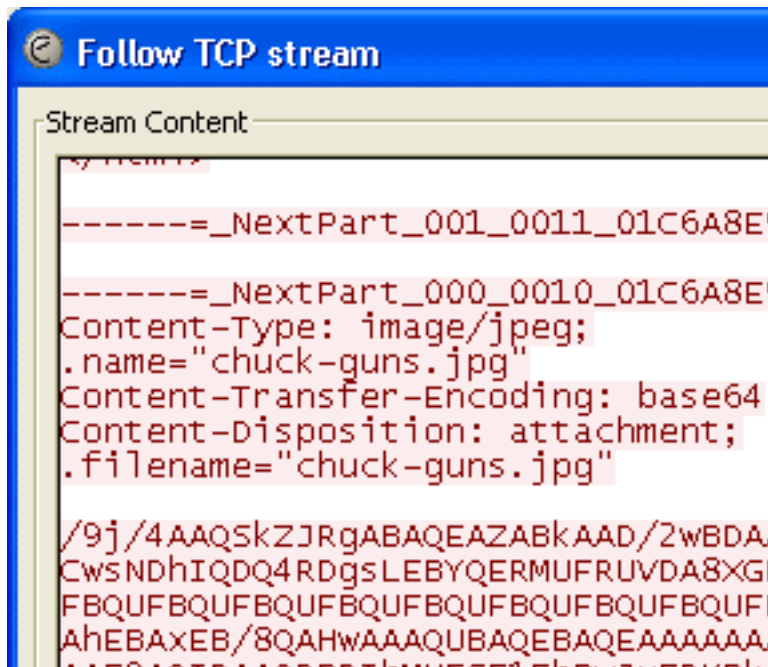 Follow TCP stream
Stream Content
------=_NextPart_001_0011_01C6A8E
------=_NextPart_000_0010_01C6A8E
Content-Type: image/jpeg;
.name="chuck-guns.jpg"
Content-Transfer-Encoding: base64
Content-Disposition: attachment;
.filename="chuck-guns.jpg"
/9j/4AAQSkZJRgABAQEAZABkAAD/2wBDA
CwsNDhIQDQ4RDgsLEBYQERMUFRUVDA8XG
FBQUFBQUFBQUFBQUFBQUFBQUFBQUFBQUF
AhEBAxEB/8QAHwAAAQUBAQEBAQEAAAAAA